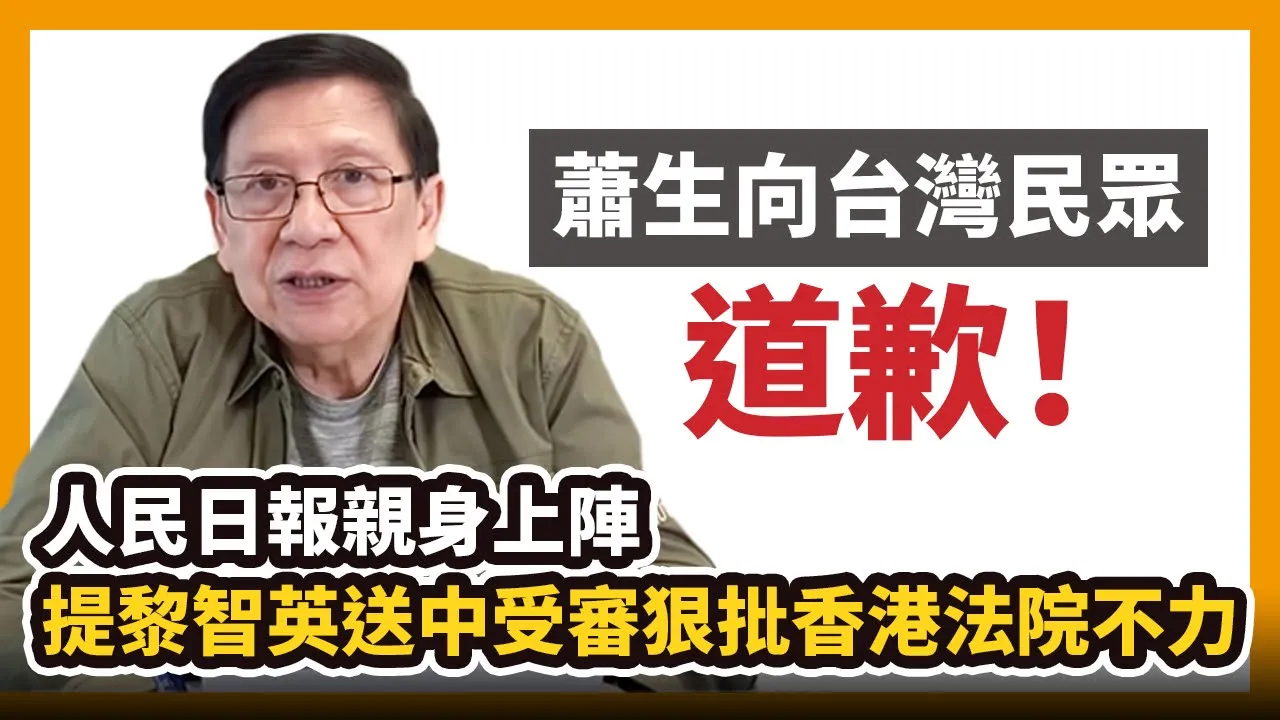 蕭生向台灣民眾
道歉！
人民日報親身上陣
提黎智英送中受審狠批香港法院不力